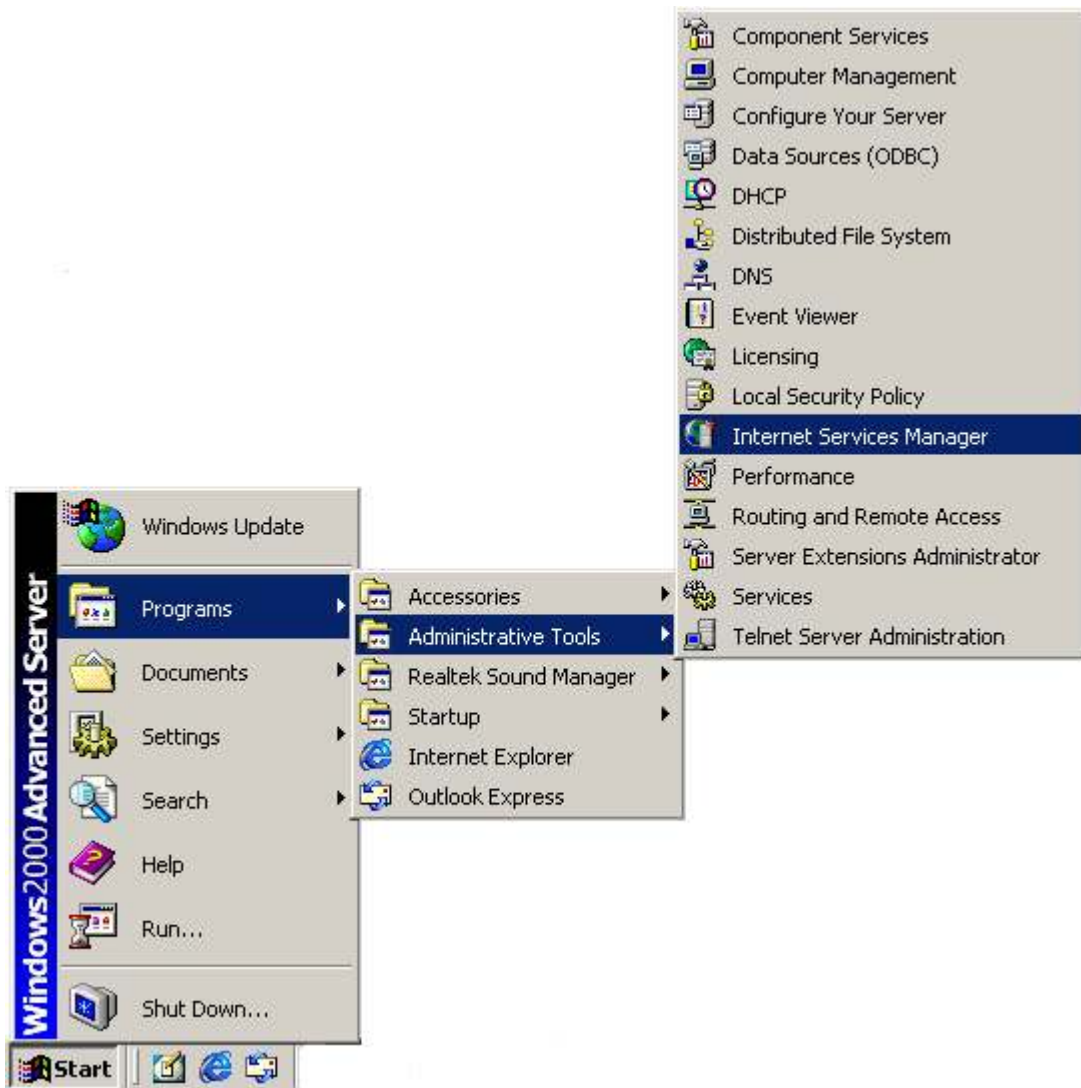 Component Services
Computer Management
Configure Your Server
Data Sources (ODBC)
DHCP
Distributed File System
DNS
Event Viewer
Licensing
Local Security Policy
Internet Services Manager
Performance
Routing and Remote Access
Server Extensions Administrator
Services
Telnet Server Administration
Windows Update
Programs
Documents
Settings
Search
Help
Run...
Shut Down...
Accessories
Administrative Tools
Realtek Sound Manager
Startup
Internet Explorer
Outlook Express
Windows2000 Advanced Server
Start